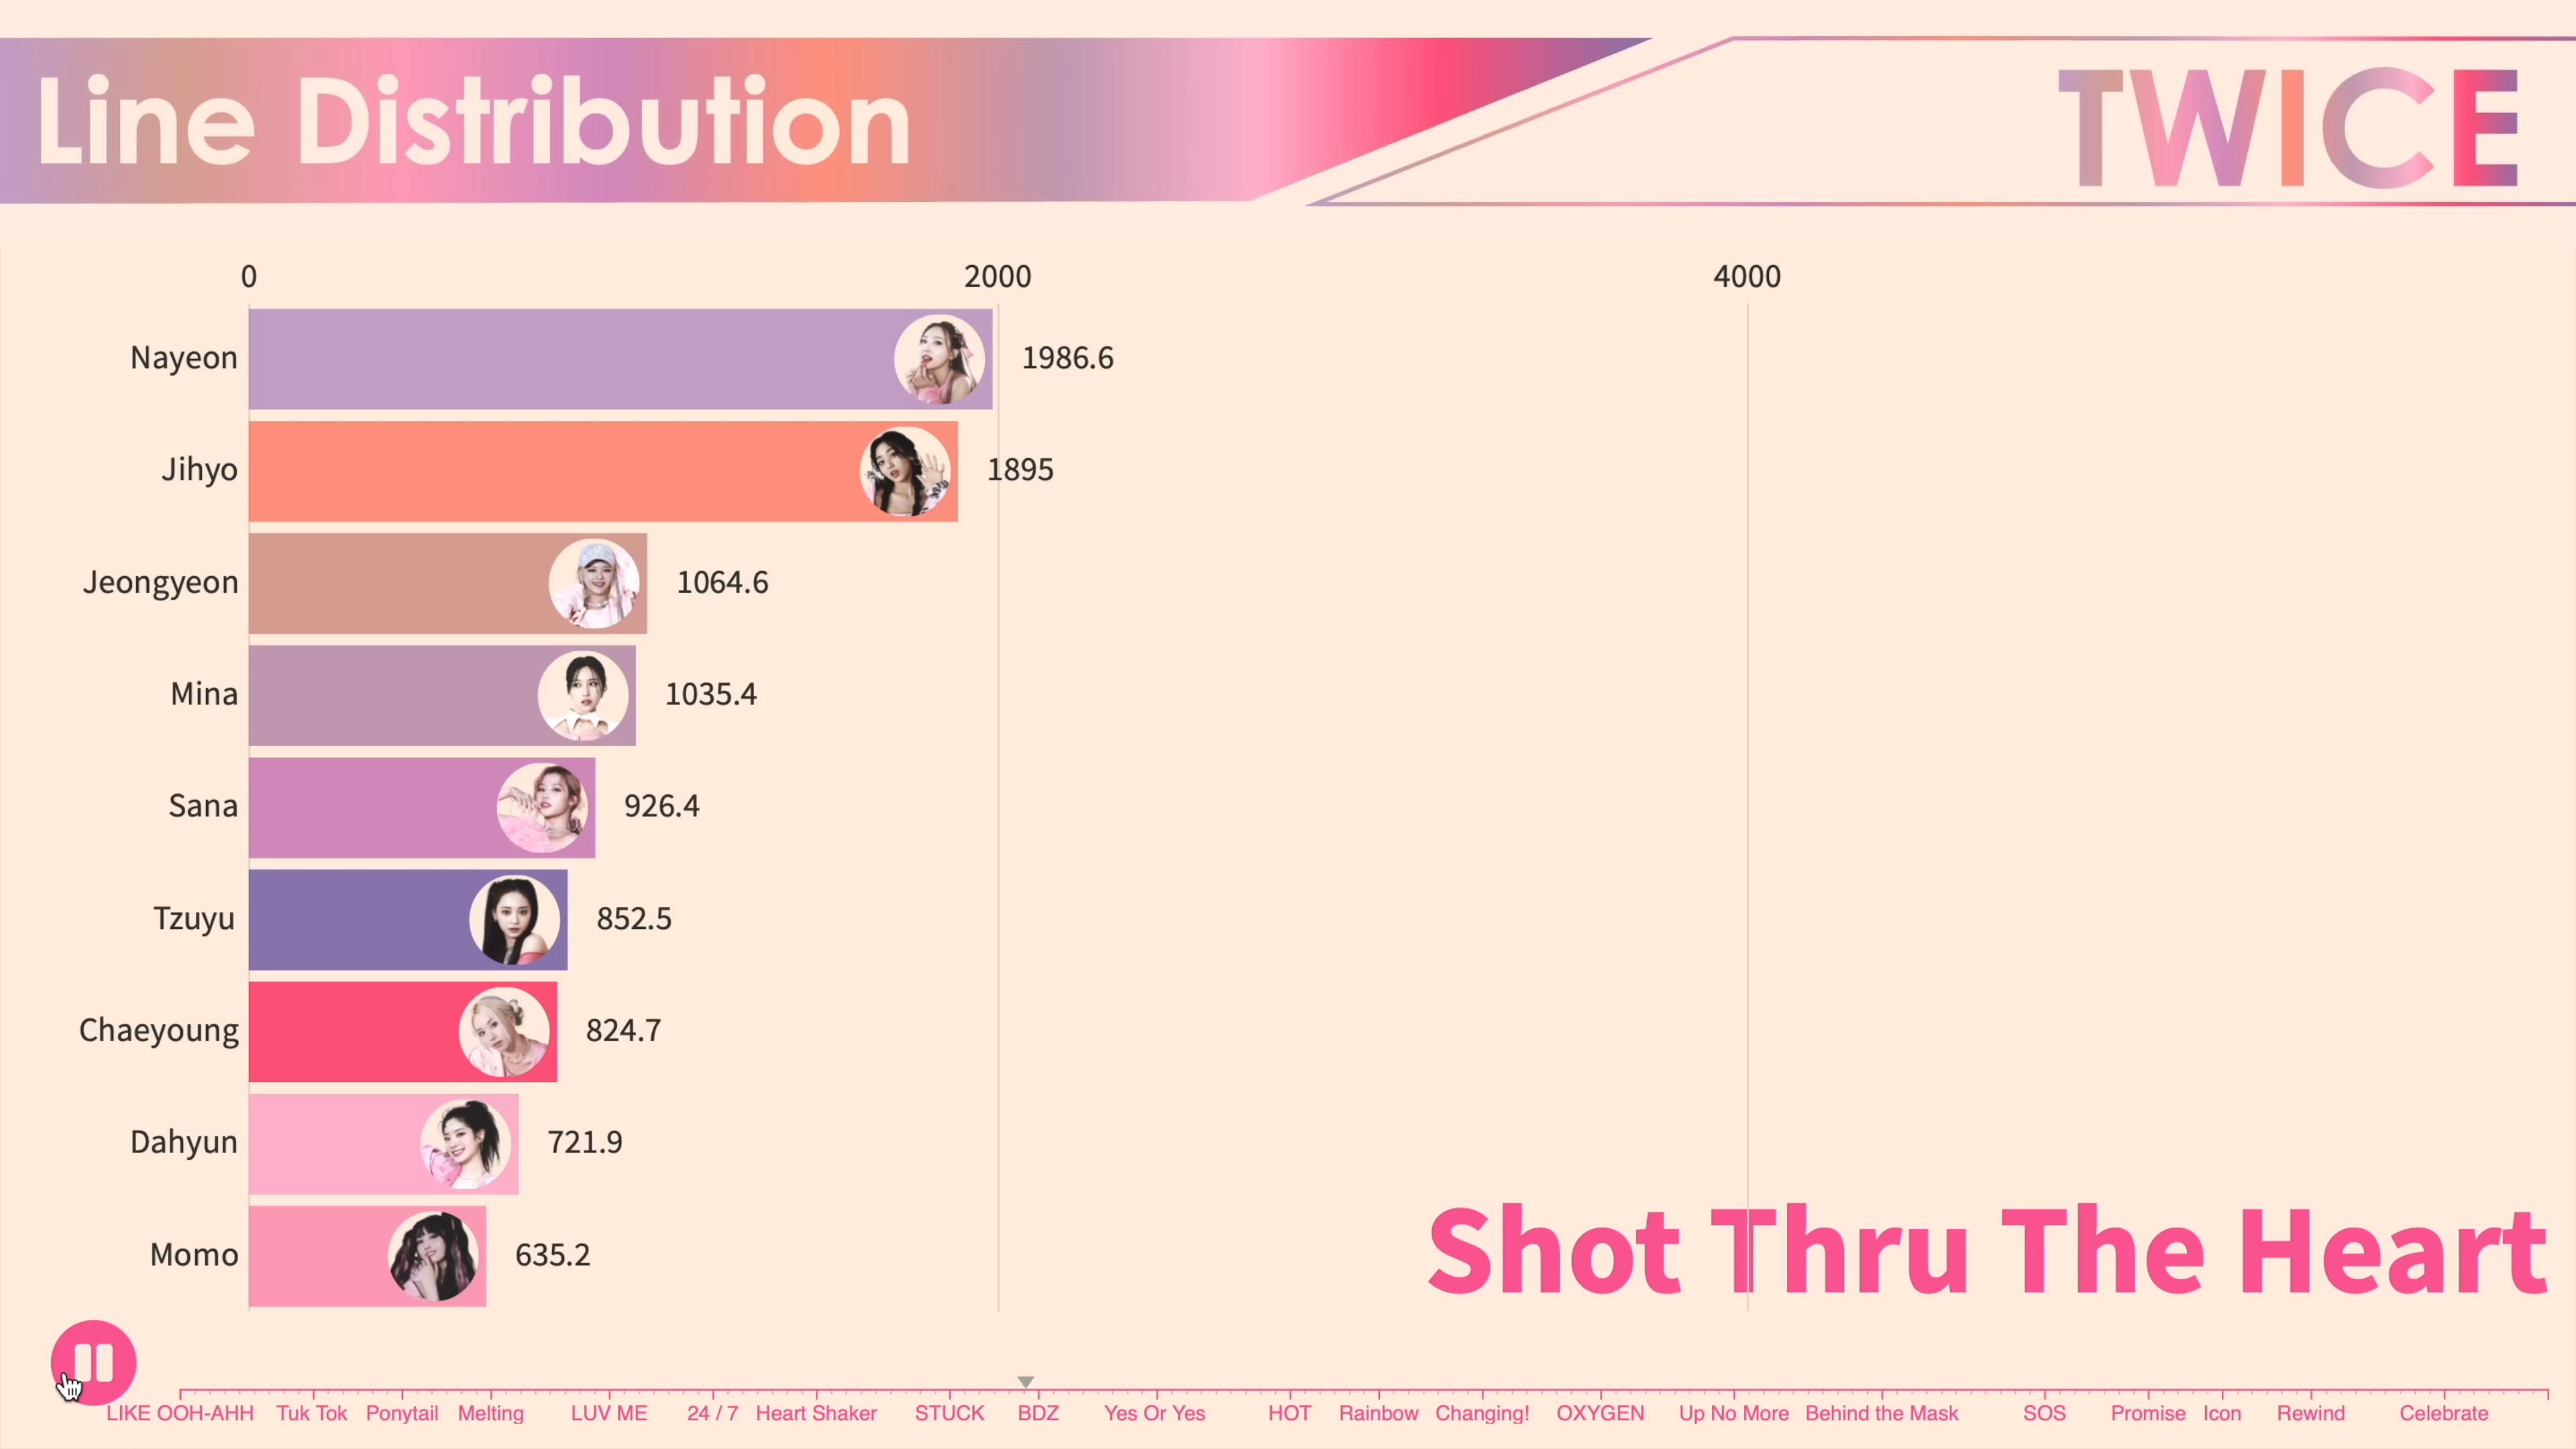 Line Distribution
TWICE
0 2000 4000
Nayeon 1986.6
Jihyo 1895
Jeongyeon 1064.6
Mina 1035.4
Sana 926.4
Tzuyu 852.5
Chaeyoung 824.7
Dahyun 721.9
Momo 635.2
Shot Thru The Heart
LIKE OOH-AHH Tuk Tok Ponytail Melting LUV ME 24 / 7 Heart Shaker STUCK BDZ Yes Or Yes HOT Rainbow Changing! OXYGEN Up No More Behind the Mask SOS Promise Icon Rewind Celebrate